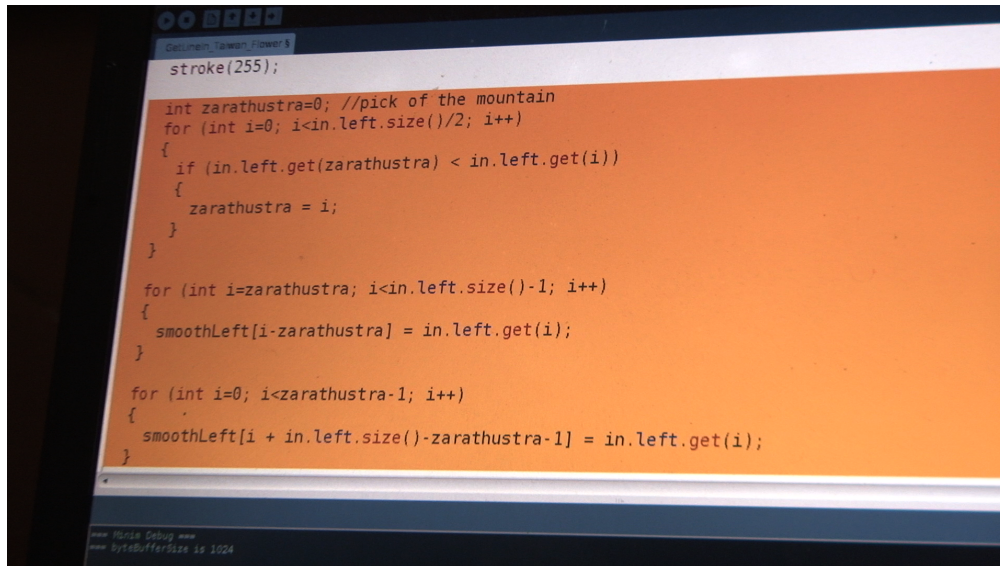 GetLineIn_Taiwan_Flower §
stroke(255);
int zarathustra=0; //pick of the mountain
for (int i=0; i<in.left.size()/2; i++)
{
if (in.left.get(zarathustra) < in.left.get(i))
{
zarathustra = i;
}
}
for (int i=zarathustra; i<in.left.size()-1; i++)
{
smoothLeft[i-zarathustra] = in.left.get(i);
}
for (int i=0; i<zarathustra-1; i++)
{
smoothLeft[i + in.left.size()-zarathustra-1] = in.left.get(i);
}
=== Minim Debug ===
=== byteBufferSize is 1024